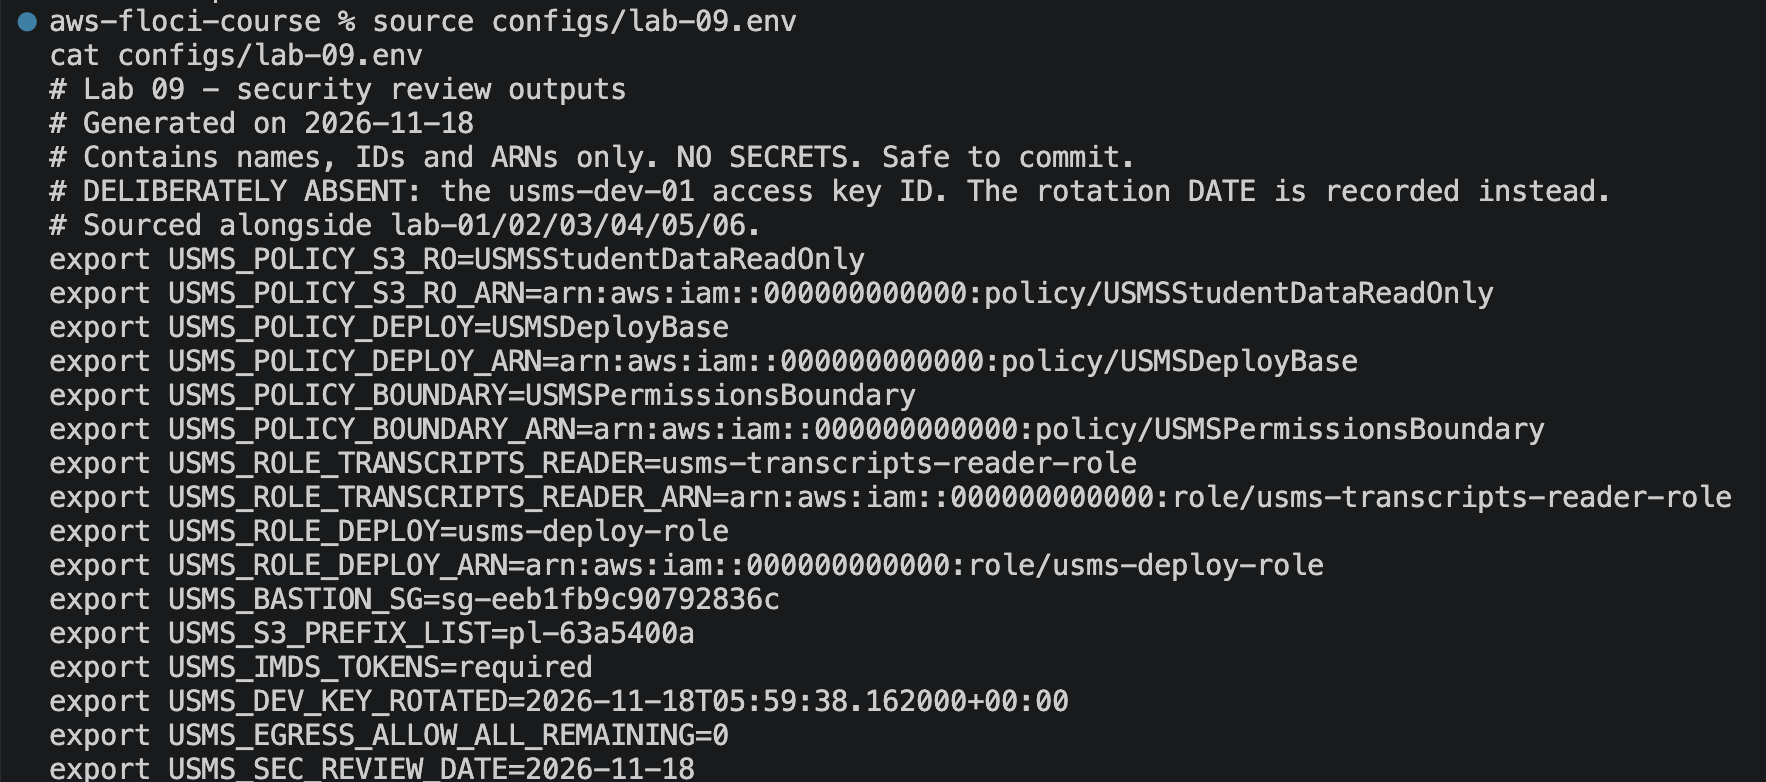 aws-floci-course % source configs/lab-09.env
cat configs/lab-09.env
# Lab 09 - security review outputs
# Generated on 2026-11-18
# Contains names, IDs and ARNs only. NO SECRETS. Safe to commit.
# DELIBERATELY ABSENT: the usms-dev-01 access key ID. The rotation DATE is recorded instead.
# Sourced alongside lab-01/02/03/04/05/06.
export USMS_POLICY_S3_RO=USMSStudentDataReadOnly
export USMS_POLICY_S3_RO_ARN=arn:aws:iam::000000000000:policy/USMSStudentDataReadOnly
export USMS_POLICY_DEPLOY=USMSDeployBase
export USMS_POLICY_DEPLOY_ARN=arn:aws:iam::000000000000:policy/USMSDeployBase
export USMS_POLICY_BOUNDARY=USMSPermissionsBoundary
export USMS_POLICY_BOUNDARY_ARN=arn:aws:iam::000000000000:policy/USMSPermissionsBoundary
export USMS_ROLE_TRANSCRIPTS_READER=usms-transcripts-reader-role
export USMS_ROLE_TRANSCRIPTS_READER_ARN=arn:aws:iam::000000000000:role/usms-transcripts-reader-role
export USMS_ROLE_DEPLOY=usms-deploy-role
export USMS_ROLE_DEPLOY_ARN=arn:aws:iam::000000000000:role/usms-deploy-role
export USMS_BASTION_SG=sg-eeb1fb9c90792836c
export USMS_S3_PREFIX_LIST=pl-63a5400a
export USMS_IMDS_TOKENS=required
export USMS_DEV_KEY_ROTATED=2026-11-18T05:59:38.162000+00:00
export USMS_EGRESS_ALLOW_ALL_REMAINING=0
export USMS_SEC_REVIEW_DATE=2026-11-18